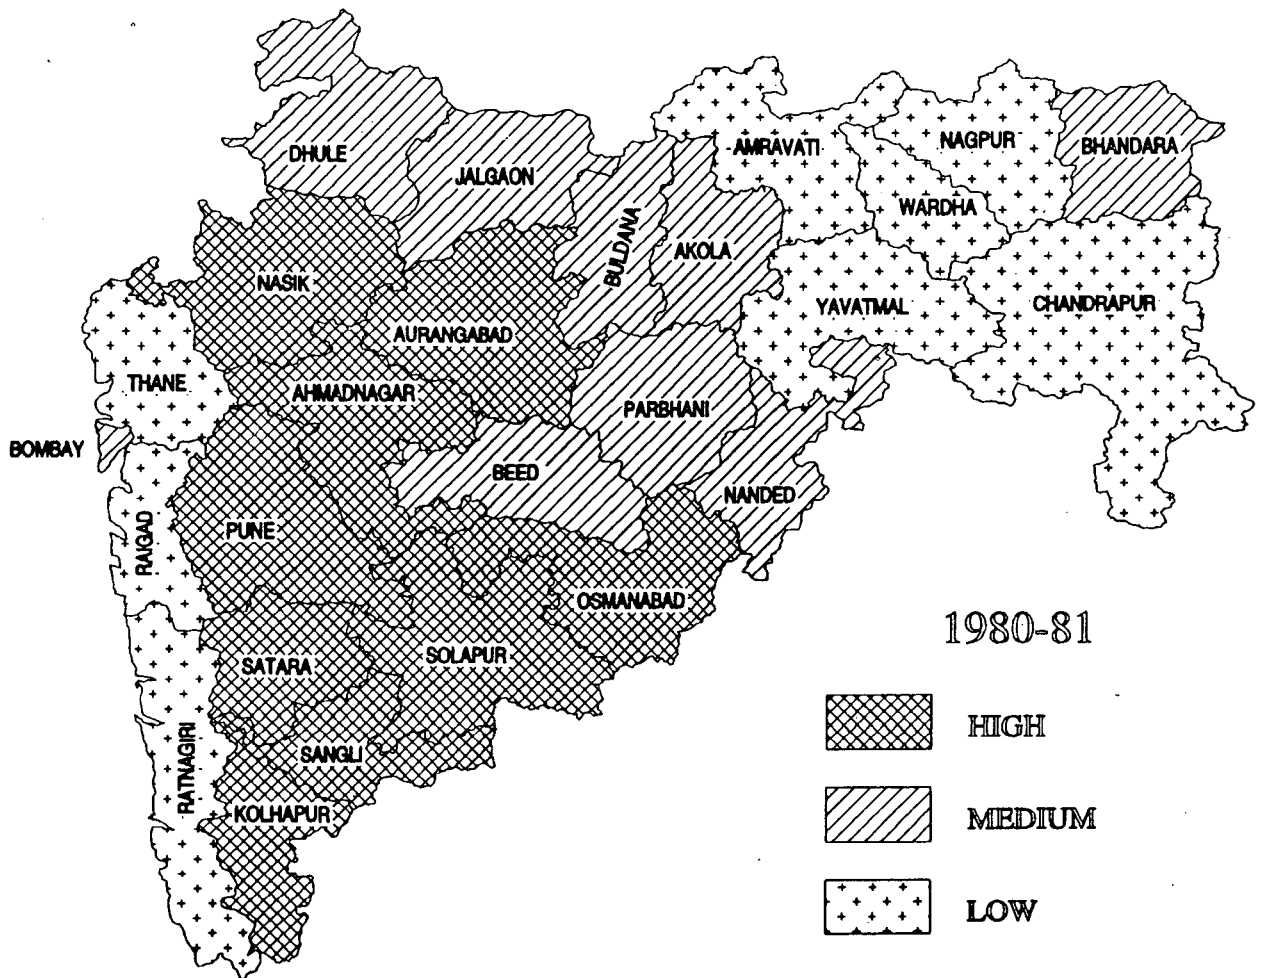 DHULE
JALGAON
BULDANA
AKOLA
AMRAVATI
NAGPUR
BHANDARA
WARDHA
NASIK
AURANGABAD
YAVATMAL
CHANDRAPUR
THANE
AHMADNAGAR
PARBHANI
BOMBAY
BEED
NANDED
RAIGAD
PUNE
OSMANABAD
SATARA
SOLAPUR
RATNAGIRI
SANGLI
KOLHAPUR
1980-81
HIGH
MEDIUM
LOW